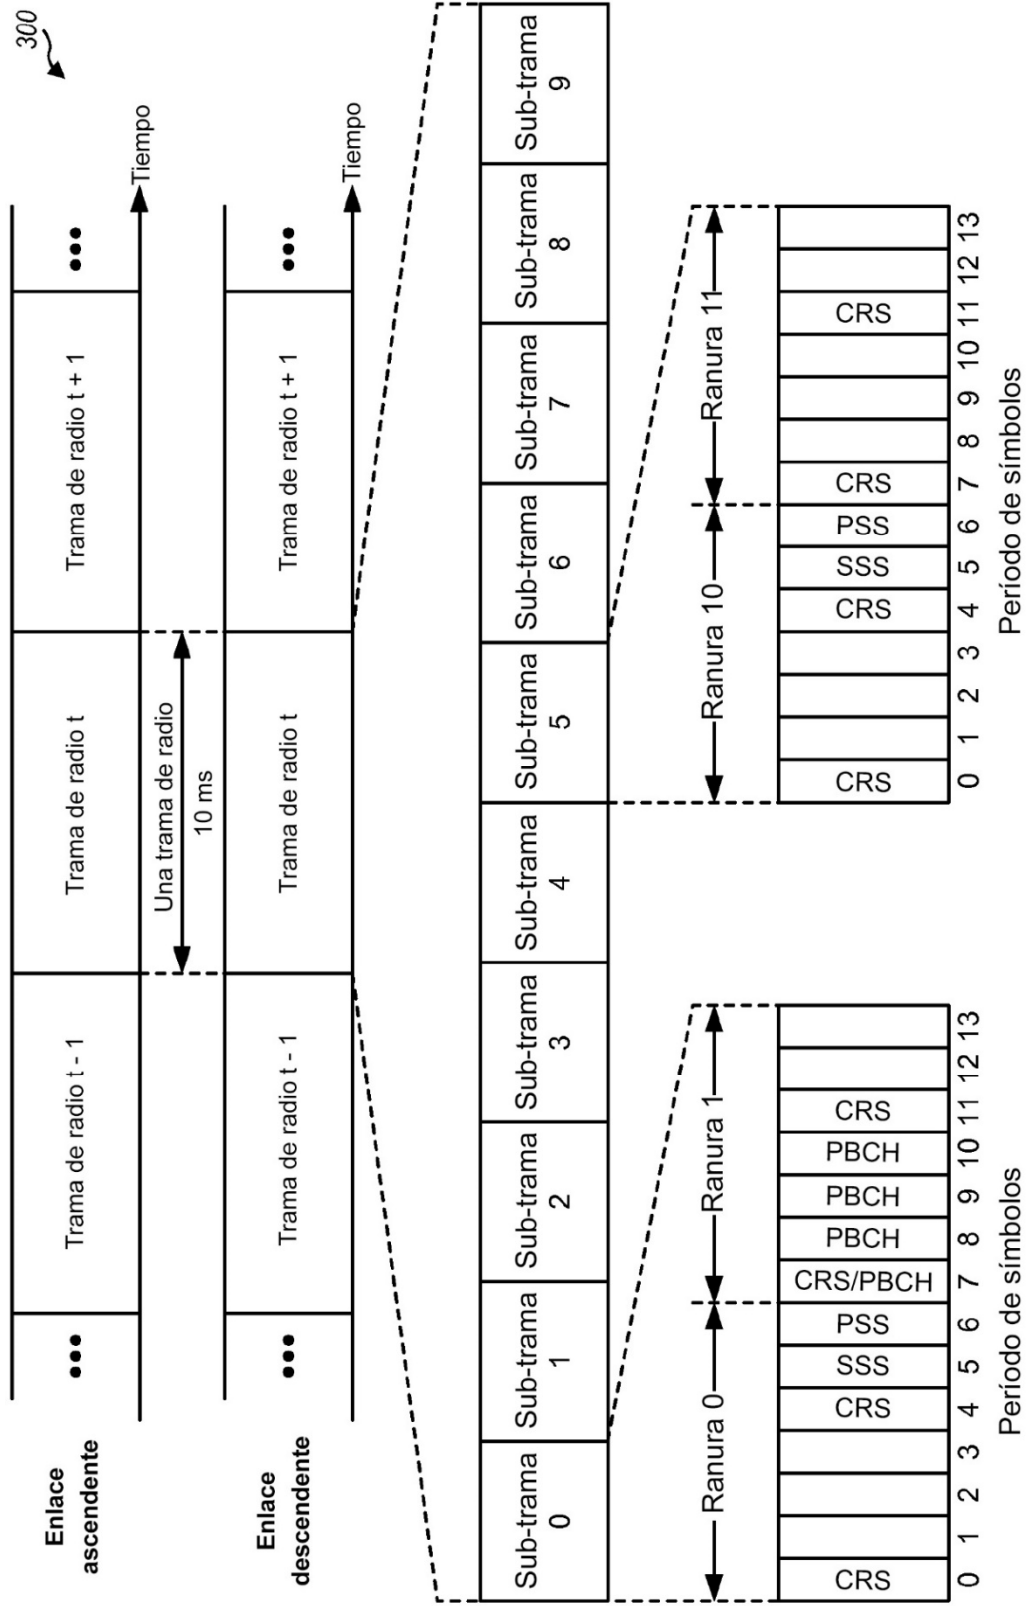 300
Enlace
ascendente
•••
Trama de radio t - 1
Trama de radio t
Trama de radio t + 1
•••
Tiempo
Una trama de radio
10 ms
Enlace
descendente
•••
Trama de radio t - 1
Trama de radio t
Trama de radio t + 1
•••
Tiempo
Sub-trama
0
Sub-trama
1
Sub-trama
2
Sub-trama
3
Sub-trama
4
Sub-trama
5
Sub-trama
6
Sub-trama
7
Sub-trama
8
Sub-trama
9
Ranura 0
Ranura 1
CRS
CRS
SSS
PSS
CRS/PBCH
PBCH
PBCH
PBCH
CRS
0 1 2 3 4 5 6 7 8 9 10 11 12 13
Período de símbolos
Ranura 10
Ranura 11
CRS
CRS
SSS
PSS
CRS
CRS
0 1 2 3 4 5 6 7 8 9 10 11 12 13
Período de símbolos